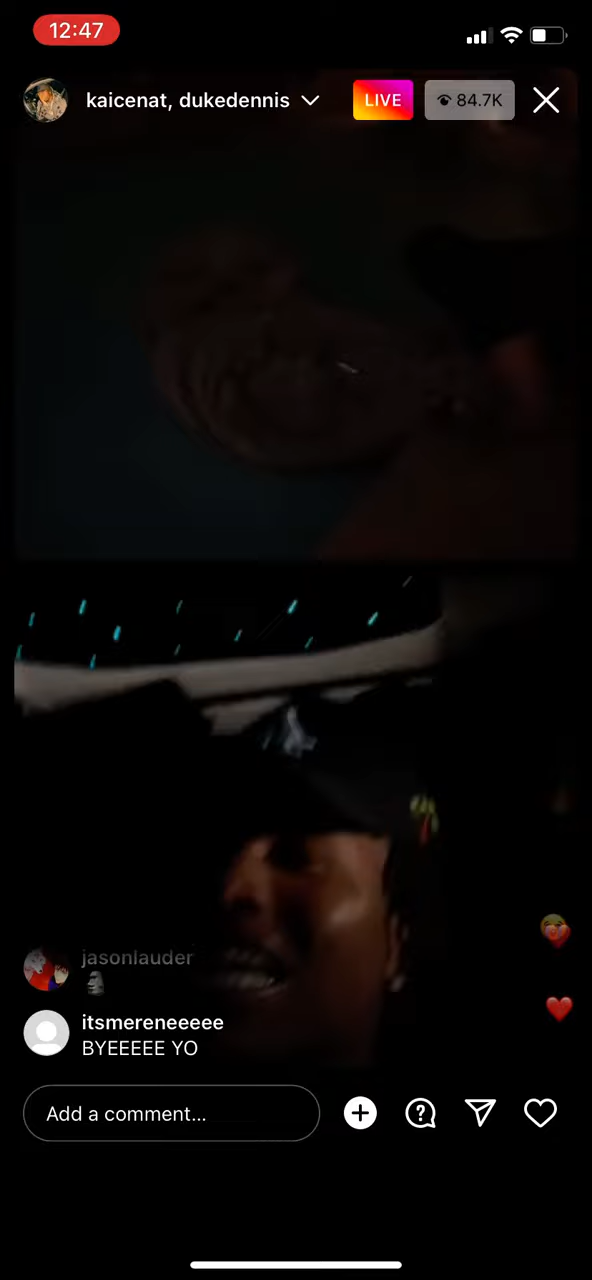 12:47
kaicenat, dukedennis
LIVE
84.7K
jasonlauder
itsmereneeeee
BYEEEEE YO
Add a comment...